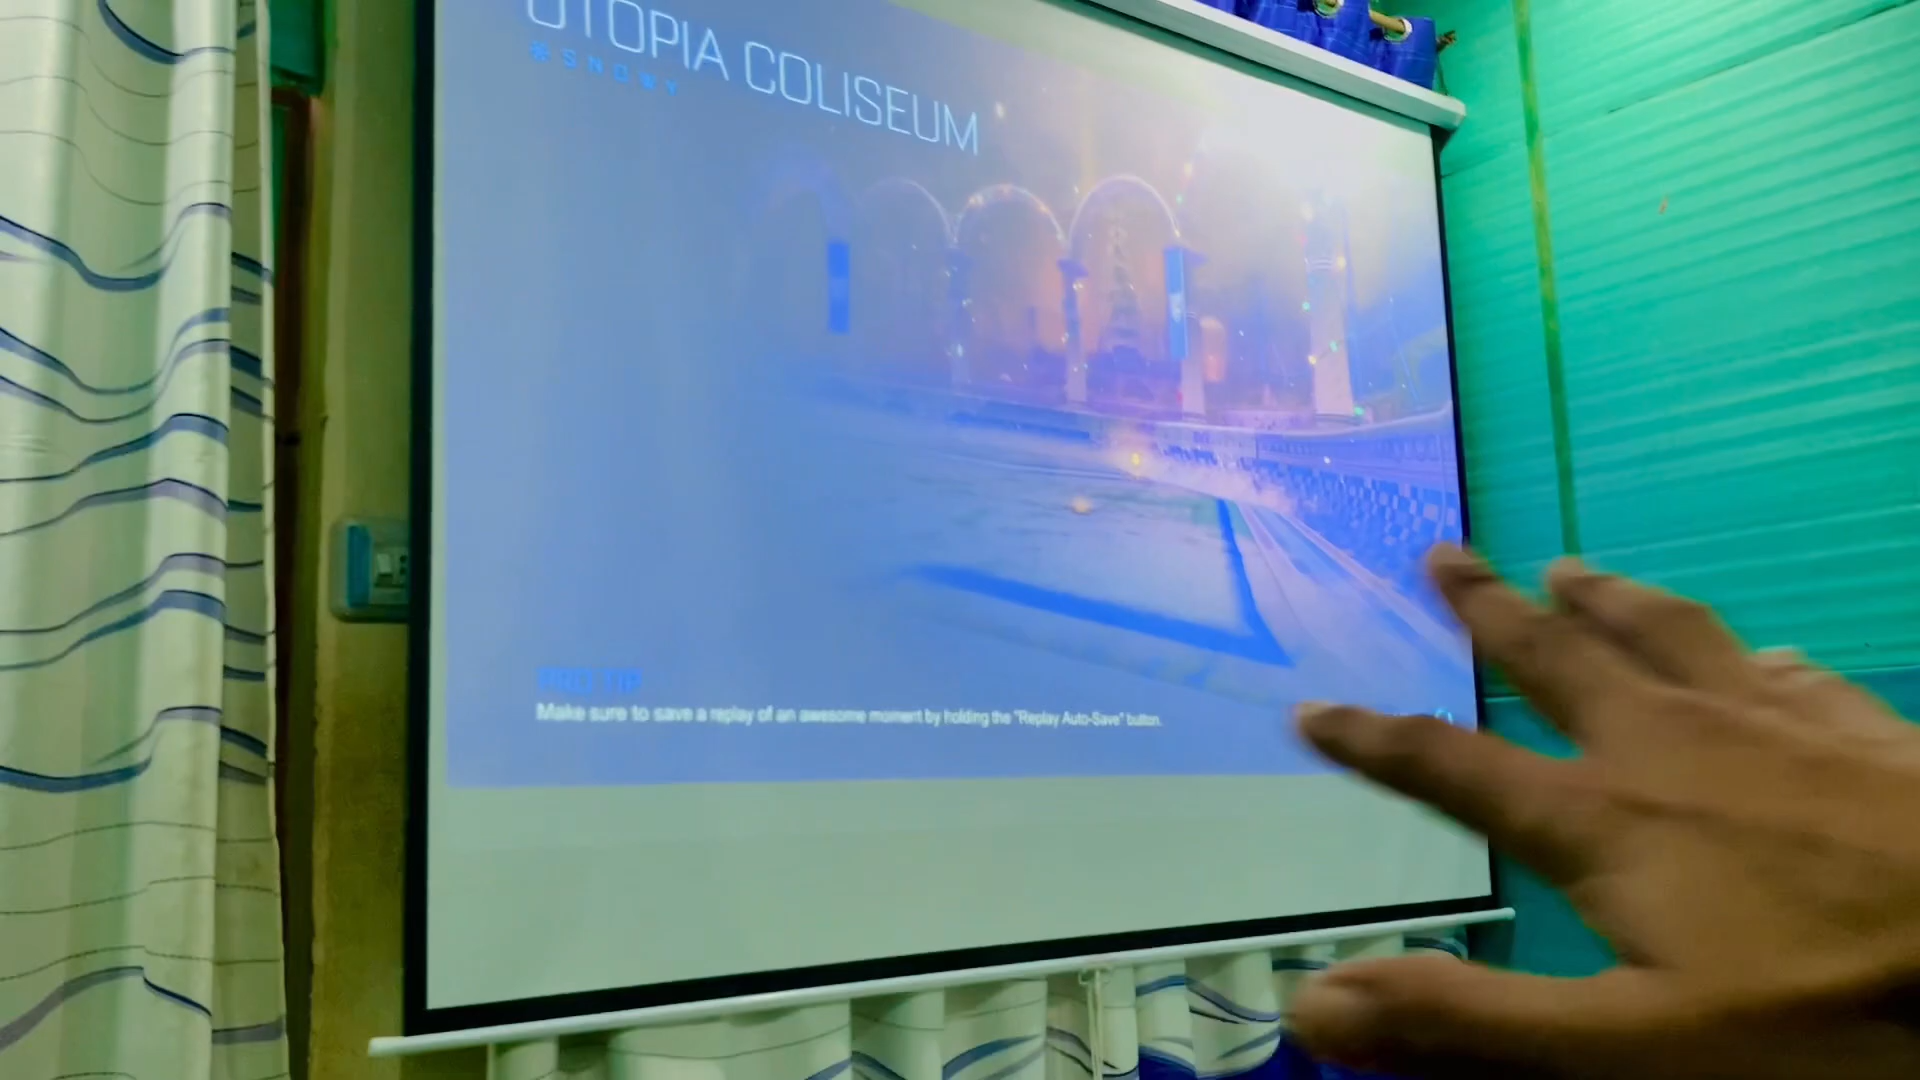 UTOPIA COLISEUM
SNOWY
PRO TIP
Make sure to save a replay of an awesome moment by holding the "Replay Auto-Save" button.